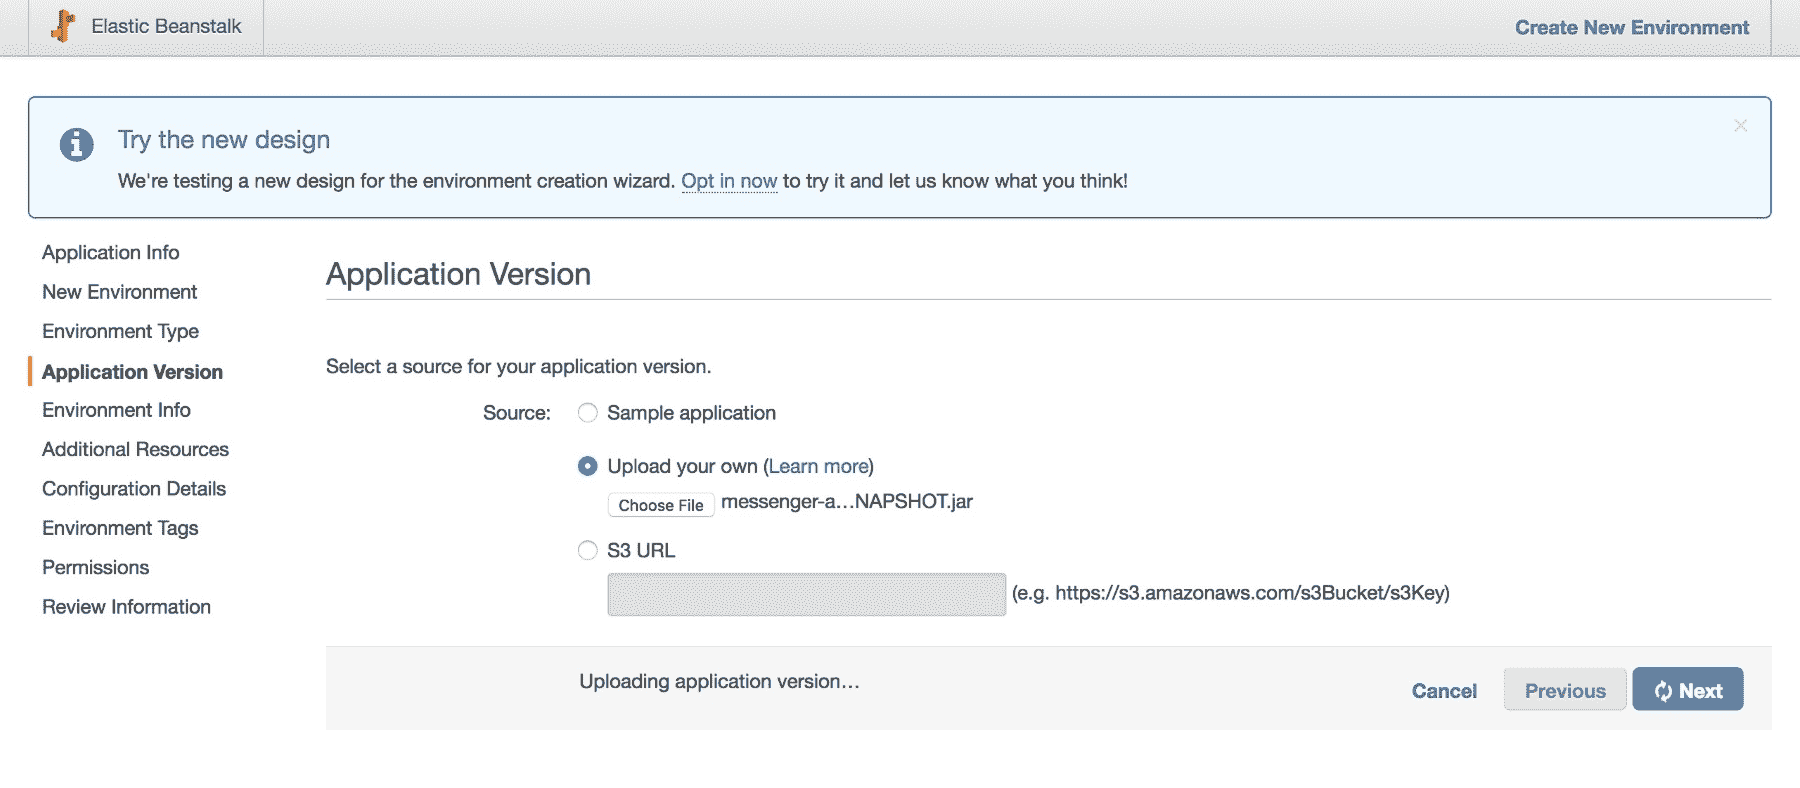 Elastic Beanstalk
Create New Environment
Try the new design
We're testing a new design for the environment creation wizard. Opt in now to try it and let us know what you think!
Application Info
New Environment
Environment Type
Application Version
Environment Info
Additional Resources
Configuration Details
Environment Tags
Permissions
Review Information
Application Version
Select a source for your application version.
Source: Sample application
Upload your own (Learn more)
Choose File messenger-a...NAPSHOT.jar
S3 URL
(e.g. https://s3.amazonaws.com/s3Bucket/s3Key)
Uploading application version...
Cancel Previous Next